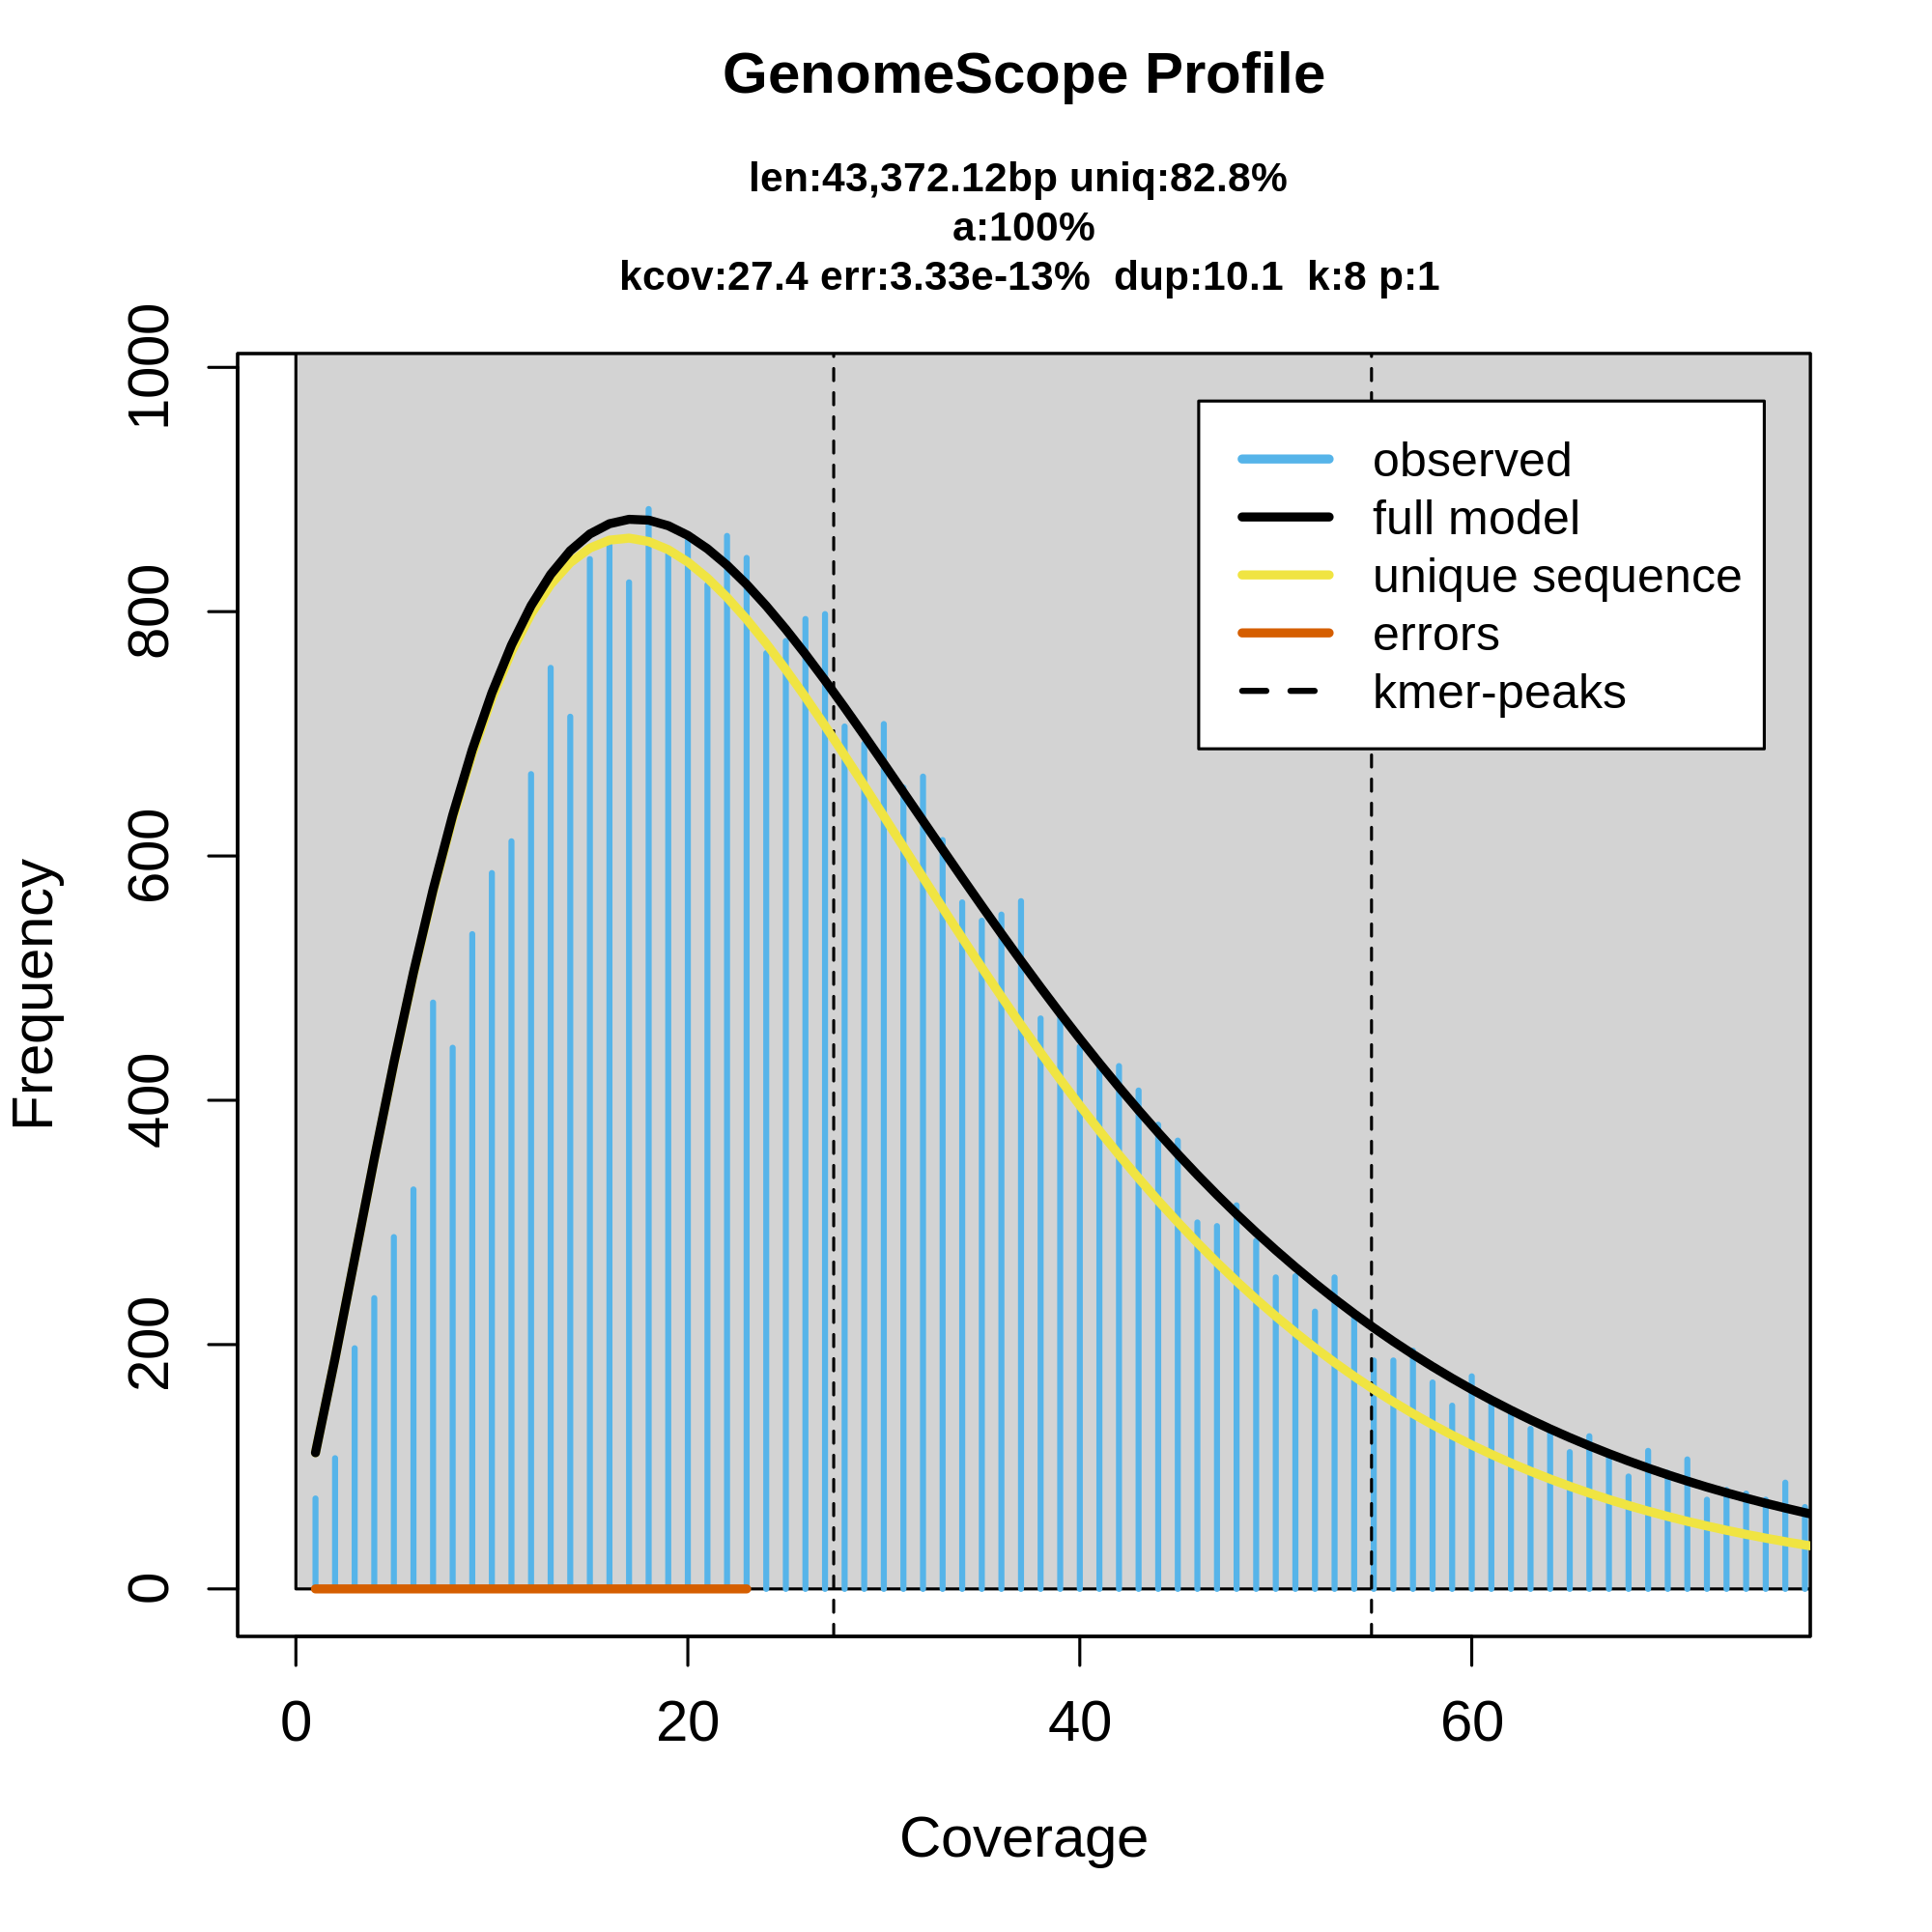 GenomeScope Profile
len:43,372.12bp uniq:82.8%
a:100%
kcov:27.4 err:3.33e-13% dup:10.1 k:8 p:1
observed
full model
unique sequence
errors
kmer-peaks
Frequency
1000
800
600
400
200
0
0 20 40 60
Coverage